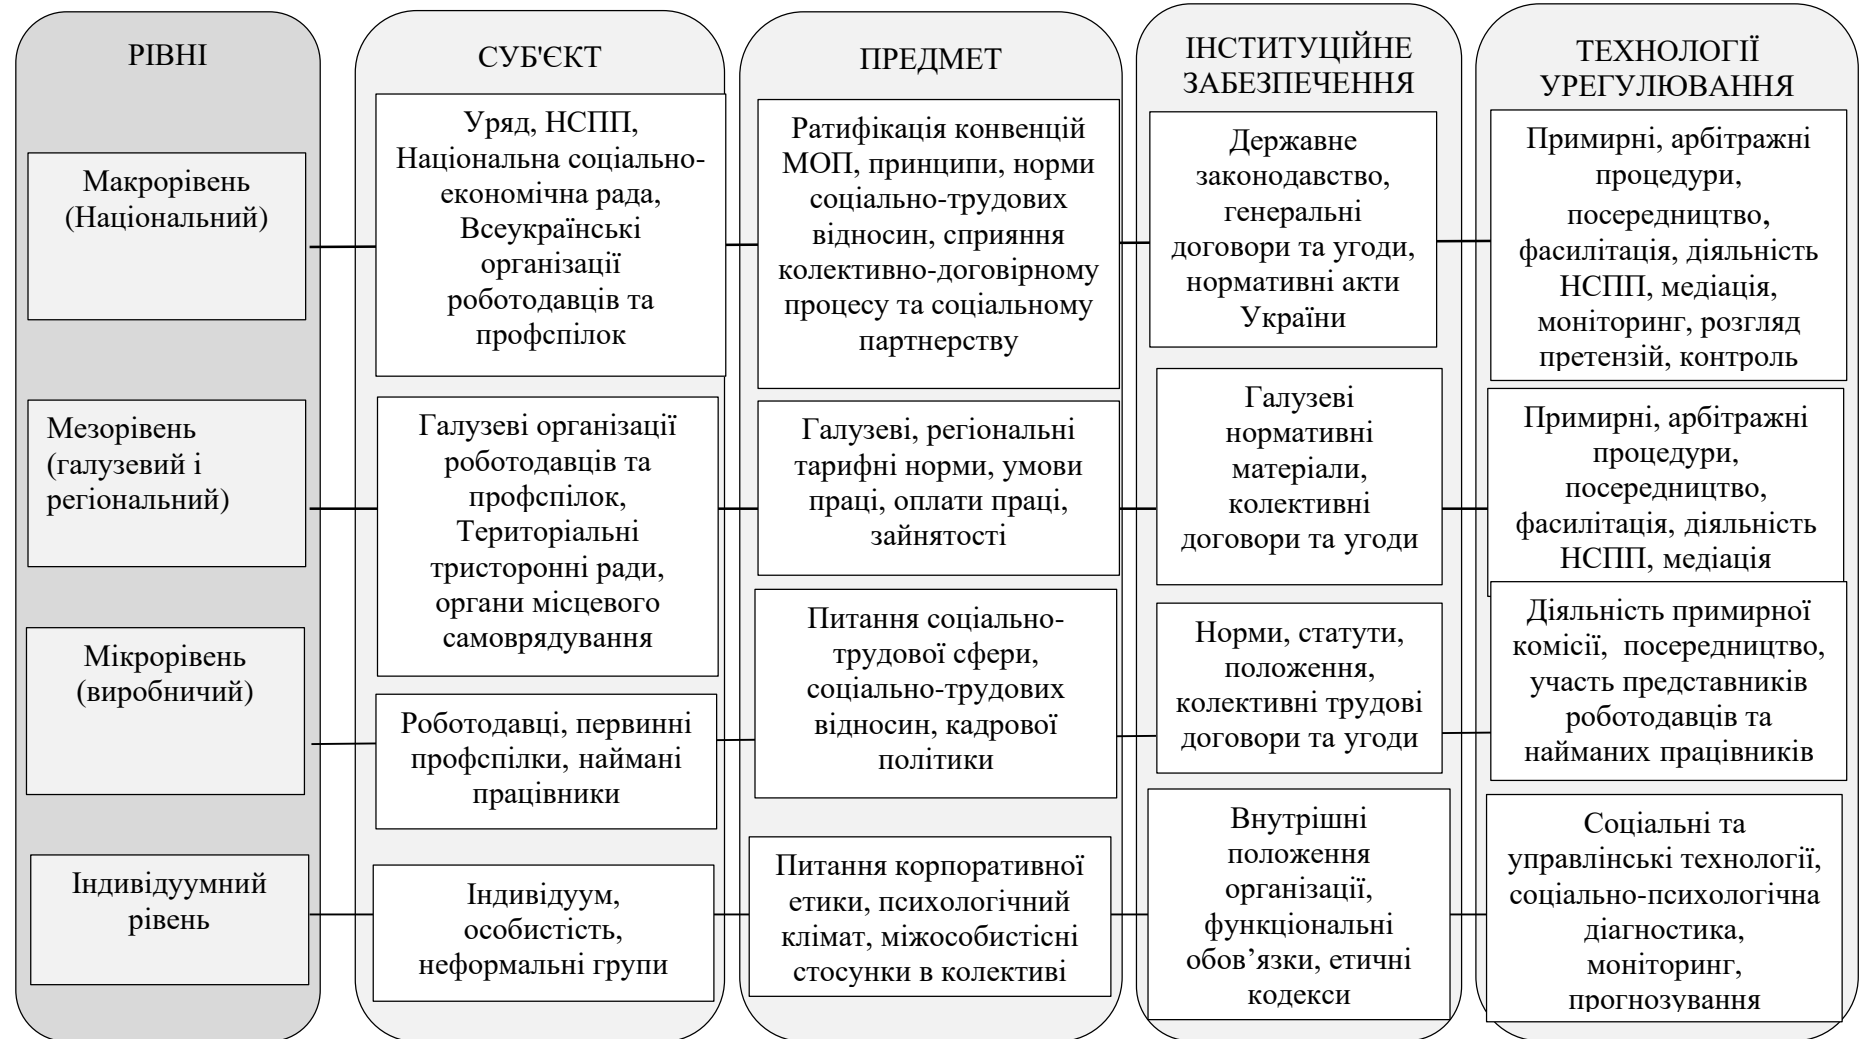 РІВНІ
СУБ'ЄКТ
ПРЕДМЕТ
ІНСТИТУЦІЙНЕ
ЗАБЕЗПЕЧЕННЯ
ТЕХНОЛОГІЇ
УРЕГУЛЮВАННЯ
Макрорівень
(Національний)
Уряд, НСПП,
Національна соціально-
економічна рада,
Всеукраїнські
організації
роботодавців та
профспілок
Ратифікація конвенцій
МОП, принципи, норми
соціально-трудових
відносин, сприяння
колективно-договірному
процесу та соціальному
партнерству
Державне
законодавство,
генеральні
договори та угоди,
нормативні акти
України
Примирні, арбітражні
процедури,
посередництво,
фасилітація, діяльність
НСПП, медіація,
моніторинг, розгляд
претензій, контроль
Мезорівень
(галузевий і
регіональний)
Галузеві організації
роботодавців та
профспілок,
Територіальні
тристоронні ради,
органи місцевого
самоврядування
Галузеві, регіональні
тарифні норми, умови
праці, оплати праці,
зайнятості
Галузеві
нормативні
матеріали,
колективні
договори та угоди
Примирні, арбітражні
процедури,
посередництво,
фасилітація, діяльність
НСПП, медіація
Мікрорівень
(виробничий)
Роботодавці, первинні
профспілки, наймані
працівники
Питання соціально-
трудової сфери,
соціально-трудових
відносин, кадрової
політики
Норми, статути,
положення,
колективні трудові
договори та угоди
Діяльність примирної
комісії, посередництво,
участь представників
роботодавців та
найманих працівників
Індивідуумний
рівень
Індивідуум,
особистість,
неформальні групи
Питання корпоративної
етики, психологічний
клімат, міжособистісні
стосунки в колективі
Внутрішні
положення
організації,
функціональні
обов’язки, етичні
кодекси
Соціальні та
управлінські технології,
соціально-психологічна
діагностика,
моніторинг,
прогнозування